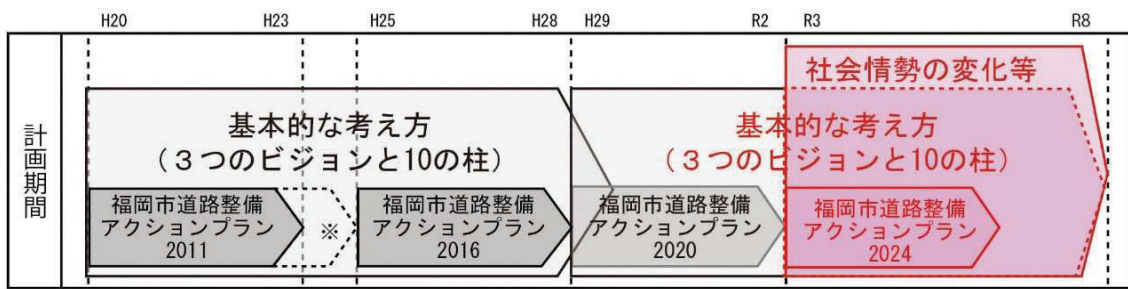 H20 H23 H25 H28 H29 R2 R3 R8
計画期間
社会情勢の変化等
基本的な考え方
（３つのビジョンと10の柱）
基本的な考え方
（３つのビジョンと10の柱）
福岡市道路整備
アクションプラン
2011
※
福岡市道路整備
アクションプラン
2016
福岡市道路整備
アクションプラン
2020
福岡市道路整備
アクションプラン
2024